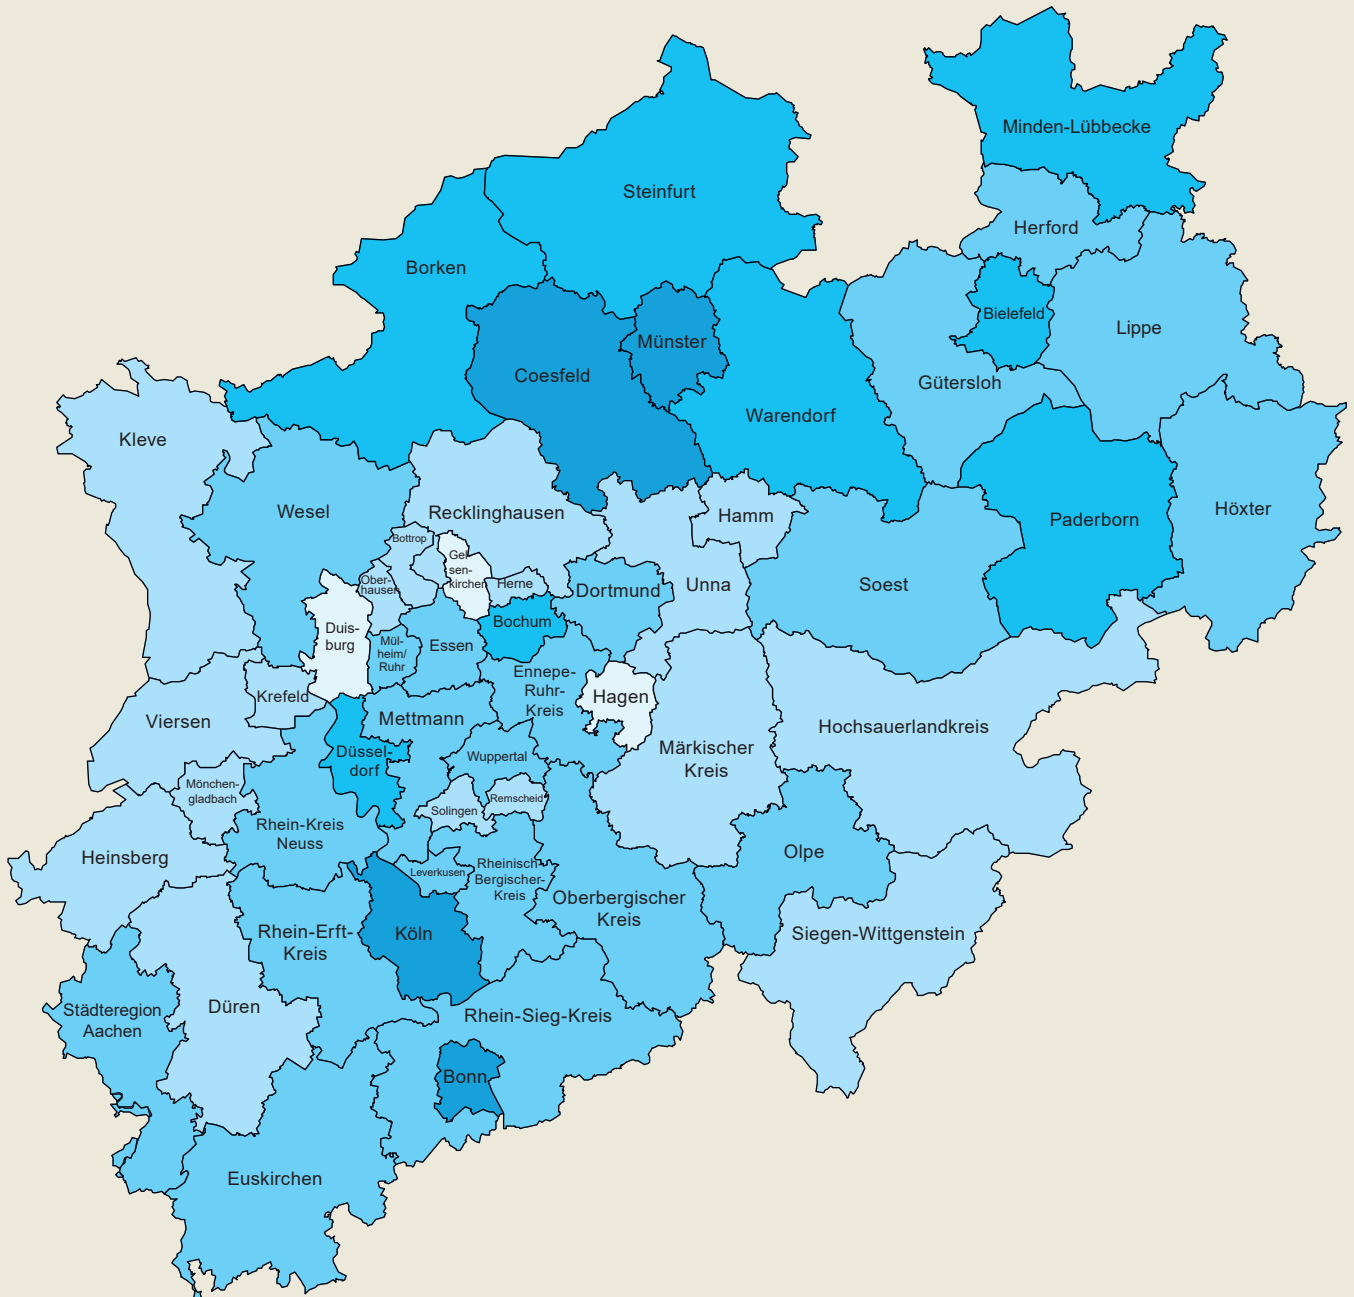 Minden-Lübbecke
Steinfurt
Herford
Borken
Bielefeld
Lippe
Münster
Coesfeld
Gütersloh
Warendorf
Kleve
Wesel
Recklinghausen
Hamm
Paderborn
Höxter
Bottrop
Gel-
sen-
kirchen
Ober-
hausen
Herne
Dortmund
Unna
Soest
Bochum
Duis-
burg
Mül-
heim/
Ruhr
Essen
Ennepe-
Ruhr-
Kreis
Hagen
Krefeld
Viersen
Mettmann
Hochsauerlandkreis
Märkischer
Kreis
Düssel-
dorf
Wuppertal
Mönchen-
gladbach
Remscheid
Solingen
Rhein-Kreis
Neuss
Heinsberg
Olpe
Leverkusen
Rheinisch-
Bergischer-
Kreis
Oberbergischer
Kreis
Rhein-Erft-
Kreis
Köln
Siegen-Wittgenstein
Städteregion
Aachen
Düren
Rhein-Sieg-Kreis
Bonn
Euskirchen